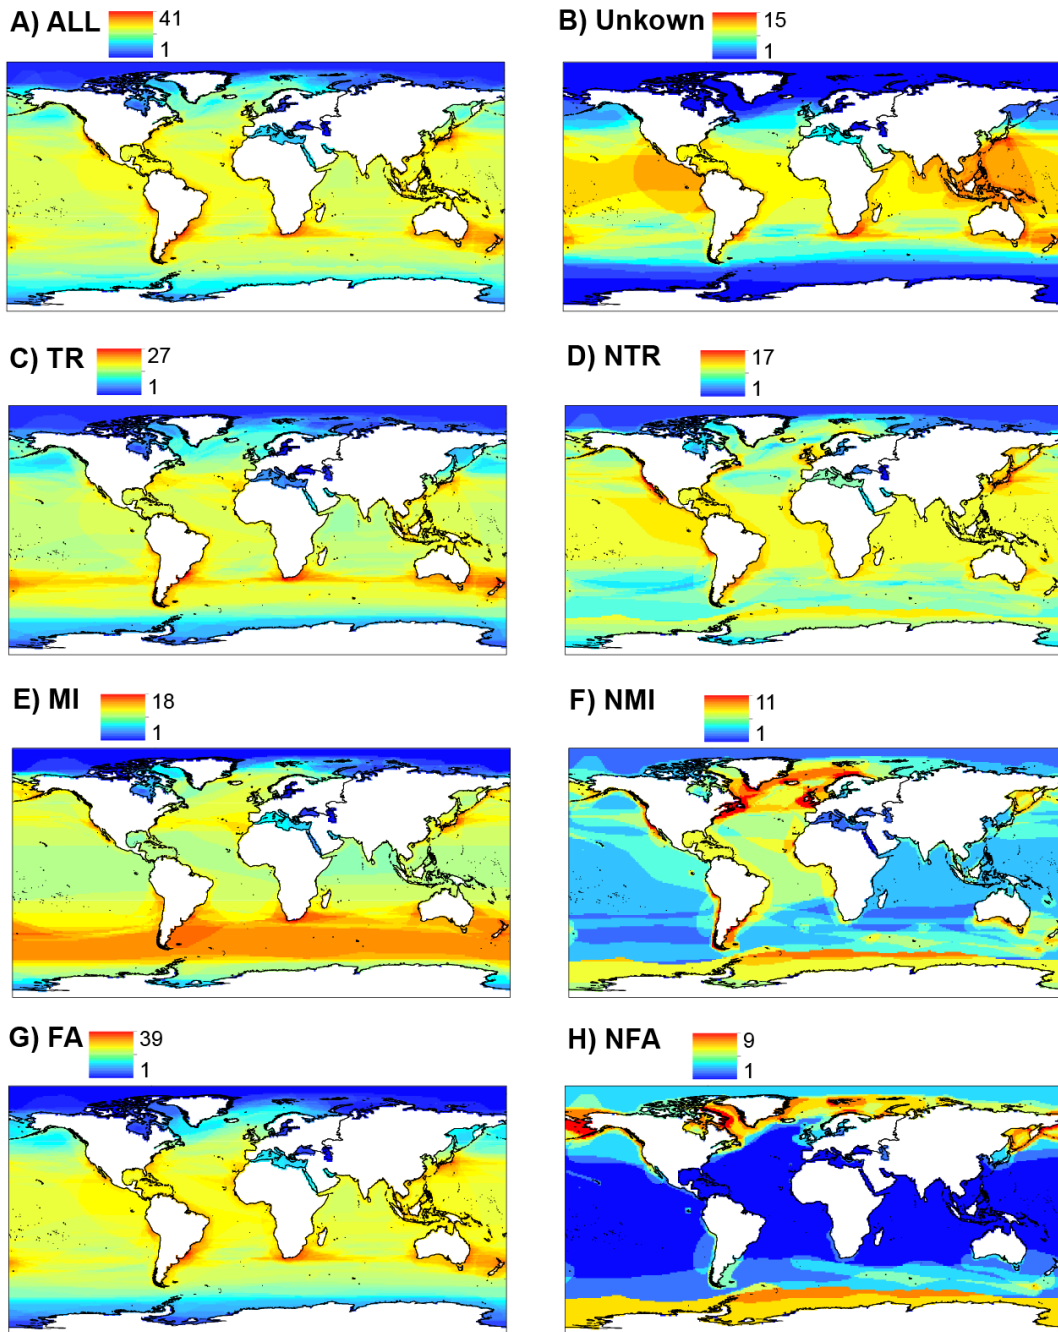 A) ALL 41
1
B) Unkown 15
1
C) TR 27
1
D) NTR 17
1
E) MI 18
1
F) NMI 11
1
G) FA 39
1
H) NFA 9
1